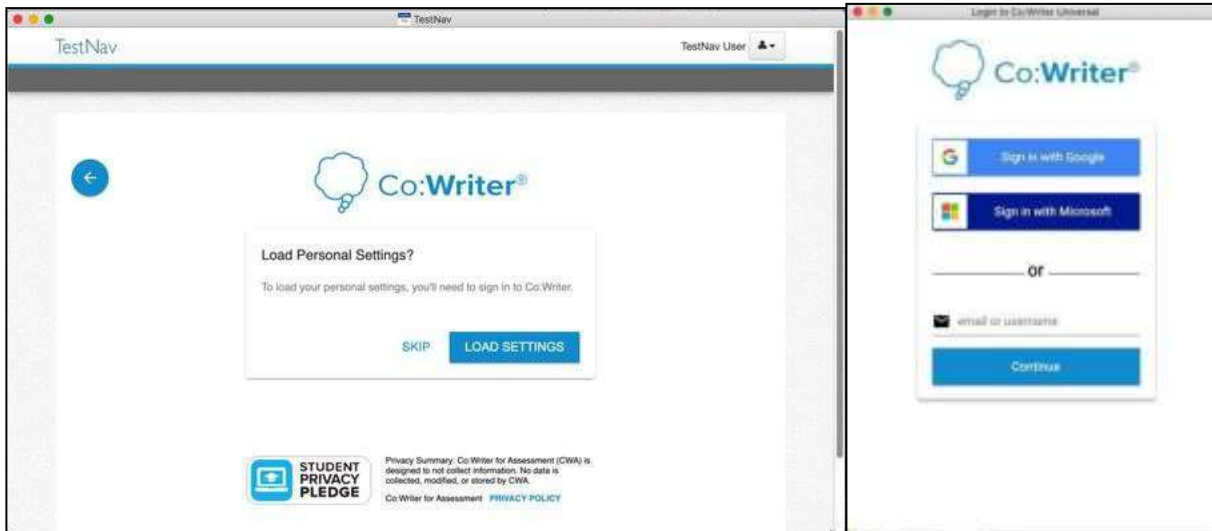 TestNav
TestNav
TestNav User
Co:Writer®
Load Personal Settings?
To load your personal settings, you'll need to sign in to Co:Writer.
SKIP
LOAD SETTINGS
STUDENT
PRIVACY
PLEDGE
Privacy Summary: Co:Writer for Assessment (CWA) is
designed to not collect information. No data is
collected, modified, or stored by CWA.
Co:Writer for Assessment PRIVACY POLICY
Login to Co:Writer Universal
Co:Writer®
Sign in with Google
Sign in with Microsoft
or
email or username
Continue